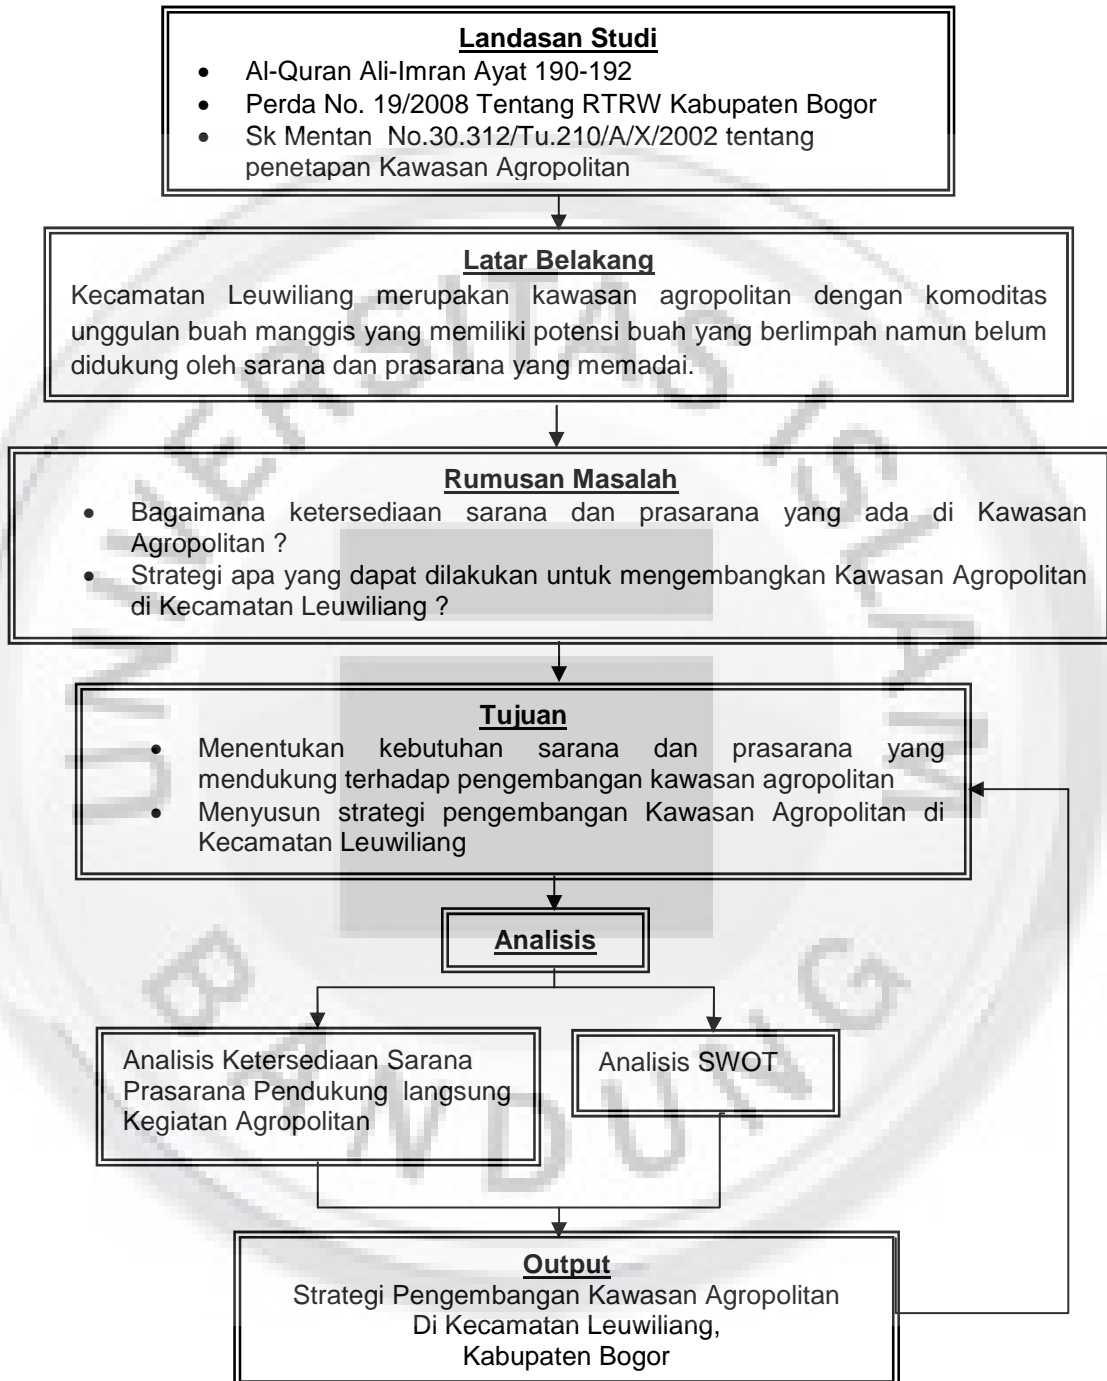 Landasan Studi
• Al-Quran Ali-Imran Ayat 190-192
• Perda No. 19/2008 Tentang RTRW Kabupaten Bogor
• Sk Mentan No.30.312/Tu.210/A/X/2002 tentang
penetapan Kawasan Agropolitan
Latar Belakang
Kecamatan Leuwiliang merupakan kawasan agropolitan dengan komoditas
unggulan buah manggis yang memiliki potensi buah yang berlimpah namun belum
didukung oleh sarana dan prasarana yang memadai.
Rumusan Masalah
• Bagaimana ketersediaan sarana dan prasarana yang ada di Kawasan
Agropolitan ?
• Strategi apa yang dapat dilakukan untuk mengembangkan Kawasan Agropolitan
di Kecamatan Leuwiliang ?
Tujuan
• Menentukan kebutuhan sarana dan prasarana yang
mendukung terhadap pengembangan kawasan agropolitan
• Menyusun strategi pengembangan Kawasan Agropolitan di
Kecamatan Leuwiliang
Analisis
Analisis Ketersediaan Sarana
Prasarana Pendukung langsung
Kegiatan Agropolitan
Analisis SWOT
Output
Strategi Pengembangan Kawasan Agropolitan
Di Kecamatan Leuwiliang,
Kabupaten Bogor
UNIVERSITAS ISLAM
BANDUNG